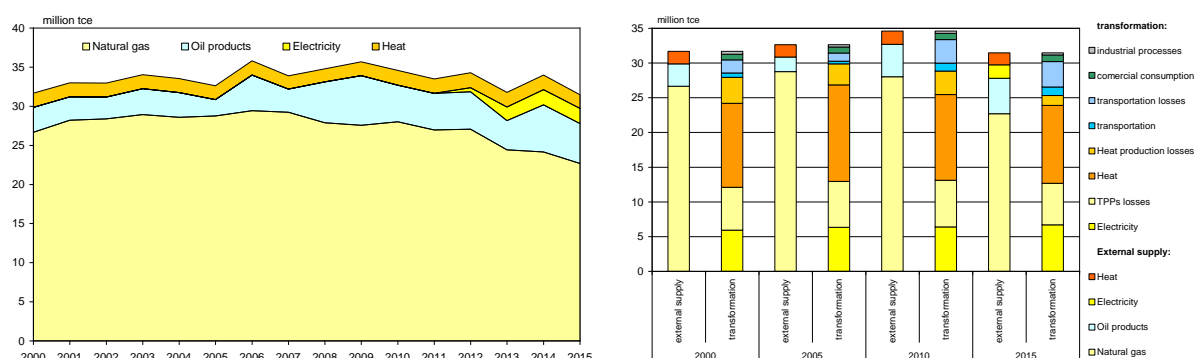 million tce
40
35
30
25
20
15
10
5
0
Natural gas
Oil products
Electricity
Heat
2000 2001 2002 2003 2004 2005 2006 2007 2008 2009 2010 2011 2012 2013 2014 2015
million tce
35
30
25
20
15
10
5
0
external supply
transformation
external supply
transformation
external supply
transformation
external supply
transformation
2000 2005 2010 2015
transformation:
industrial processes
comercial consumption
transportation losses
transportation
Heat production losses
Heat
TPPs losses
Electricity
External supply:
Heat
Electricity
Oil products
Natural gas